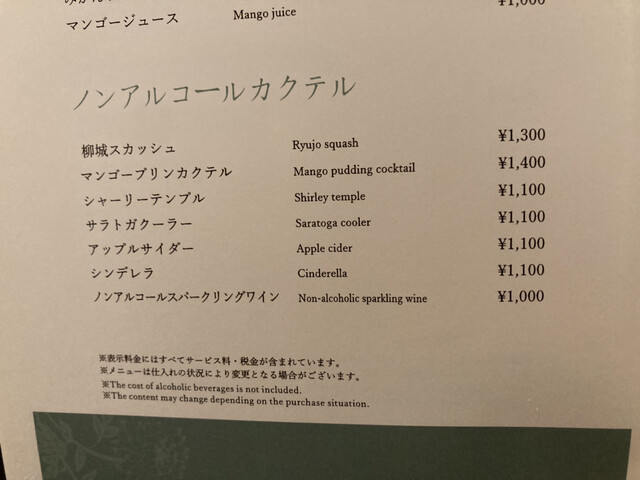 マンゴージュース Mango juice ¥1,000
ノンアルコールカクテル
柳城スカッシュ Ryujo squash ¥1,300
マンゴープリンカクテル Mango pudding cocktail ¥1,400
シャーリーテンプル Shirley temple ¥1,100
サラトガクーラー Saratoga cooler ¥1,100
アップルサイダー Apple cider ¥1,100
シンデレラ Cinderella ¥1,100
ノンアルコールスパークリングワイン Non-alcoholic sparkling wine ¥1,000
※表示料金にはすべてサービス料・税金が含まれています。
※メニューは仕入れの状況により変更となる場合がございます。
※The cost of alcoholic beverages is not included.
※The content may change depending on the purchase situation.